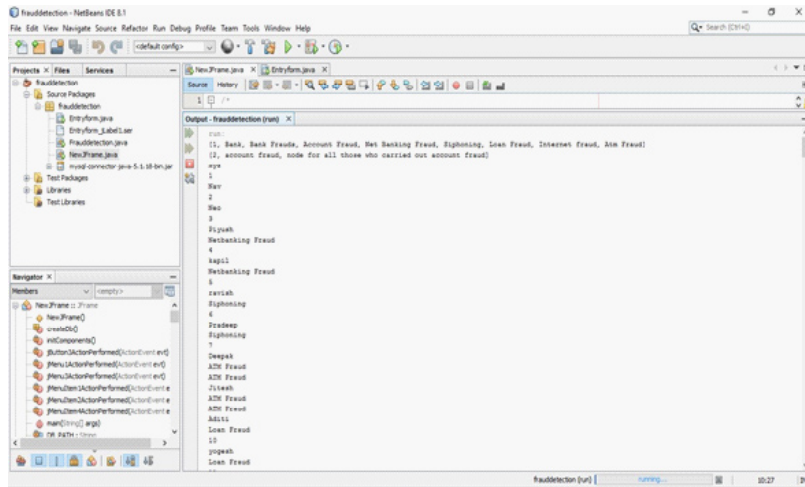 frauddetection - NetBeans IDE 8.1
File Edit View Navigate Source Refactor Run Debug Profile Team Tools Window Help
Search (Ctrl+I)
<default config>
Projects Files Services
frauddetection
Source Packages
frauddetection
Entryform.java
Entryform_jLabel1.ser
Frauddetection.java
NewJFrame.java
mysql-connector-java-5.1.18-bin.jar
Test Packages
Libraries
Test Libraries
NewJFrame.java Entryform.java
Source History
1 /*
Output - frauddetection (run)
run:
[1, Bank, Bank Frauds, Account Fraud, Net Banking Fraud, Siphoning, Loan Fraud, Internet fraud, Atm Fraud]
[2, account fraud, node for all those who carried out account fraud]
1
Nav
2
Neo
3
Piyush
Netbanking Fraud
4
kapil
Netbanking Fraud
5
ravish
Siphoning
6
Pradeep
Siphoning
7
Deepak
ATM Fraud
ATM Fraud
Jitesh
ATM Fraud
ATM Fraud
Aditi
Loan Fraud
10
yogesh
Loan Fraud
Navigator
Members <empty>
NewJFrame :: JFrame
NewJFrame()
createDb()
initComponents()
jButton3ActionPerformed(ActionEvent evt)
jMenu1ActionPerformed(ActionEvent evt)
jMenu3ActionPerformed(ActionEvent evt)
jMenuItem1ActionPerformed(ActionEvent e
jMenuItem2ActionPerformed(ActionEvent e
jMenuItem4ActionPerformed(ActionEvent e
main(String[] args)
DB_PATH : String
frauddetection (run) running... 10:27